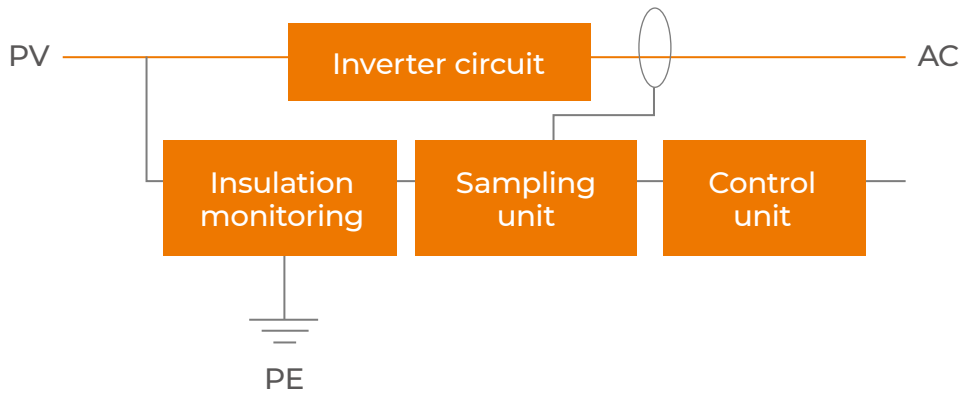 PV
Inverter circuit
AC
Insulation
monitoring
Sampling
unit
Control
unit
PE